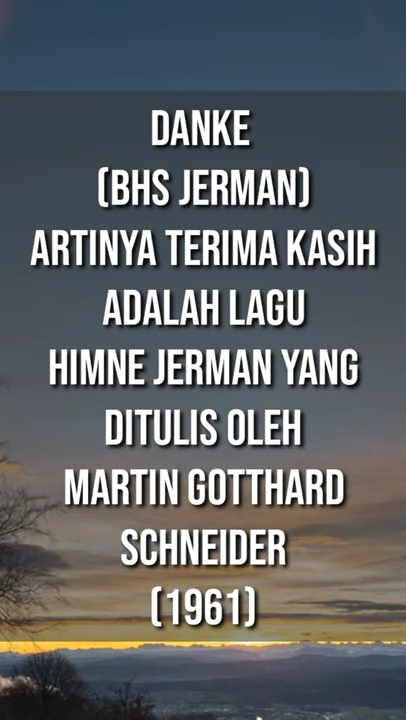 DANKE
(BHS JERMAN)
ARTINYA TERIMA KASIH
ADALAH LAGU
HIMNE JERMAN YANG
DITULIS OLEH
MARTIN GOTTHARD
SCHNEIDER
(1961)